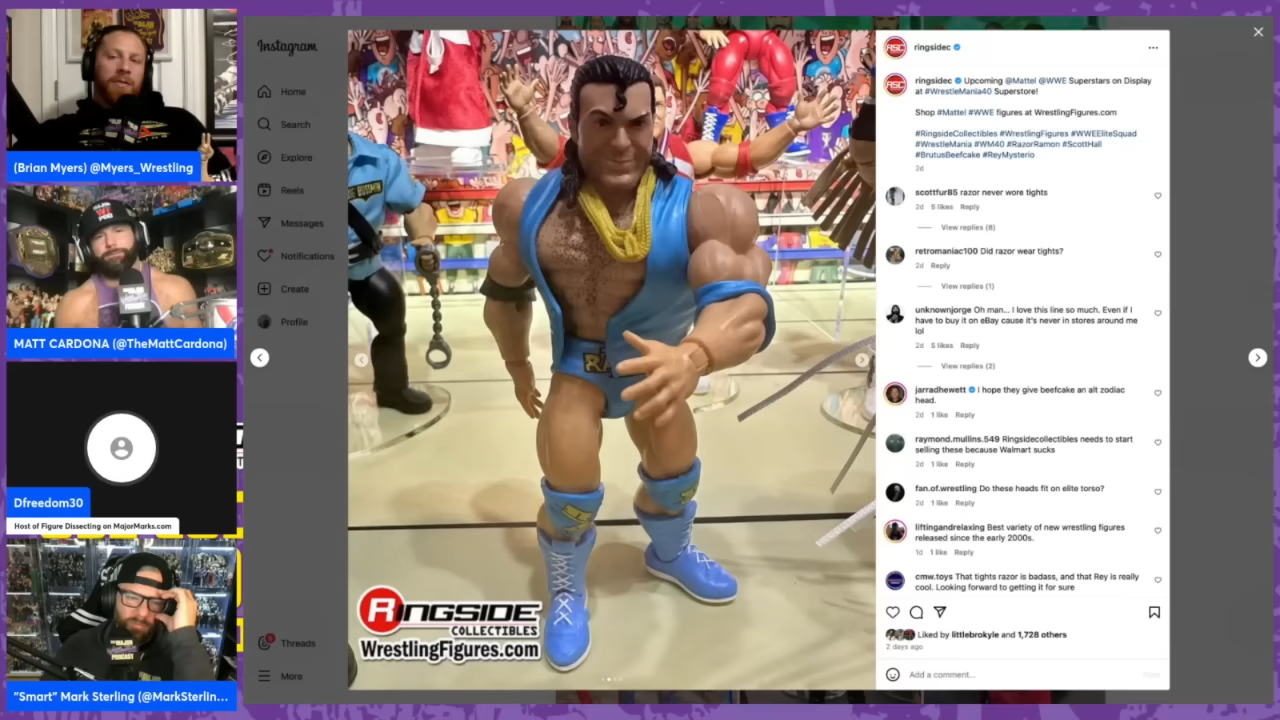 (Brian Myers) @Myers_Wrestling
MATT CARDONA (@TheMattCardona)
Dfreedom30
Host of Figure Dissecting on MajorMarks.com
"Smart" Mark Sterling (@MarkSterlin...
Instagram
Home
Search
Explore
Reels
Messages
Notifications
Create
Profile
Threads
More
RINGSIDE
COLLECTIBLES
WrestlingFigures.com
RSC
ringsidec
RSC
ringsidec Upcoming @Mattel @WWE Superstars on Display
at #WrestleMania40 Superstore!
Shop #Mattel #WWE figures at WrestlingFigures.com
#RingsideCollectibles #WrestlingFigures #WWEEliteSquad
#WrestleMania #WM40 #RazorRamon #ScottHall
#BrutusBeefcake #ReyMysterio
2d
scottfur85 razor never wore tights
2d 5 likes Reply
View replies (8)
retromaniac100 Did razor wear tights?
2d Reply
View replies (1)
unknownjorge Oh man... I love this line so much. Even if I
have to buy it on eBay cause it's never in stores around me
lol
2d 5 likes Reply
View replies (2)
jarradhewett I hope they give beefcake an alt zodiac
head.
2d 1 like Reply
raymond.mullins.549 Ringsidecollectibles needs to start
selling these because Walmart sucks
2d 1 like Reply
fan.of.wrestling Do these heads fit on elite torso?
2d 1 like Reply
liftingandrelaxing Best variety of new wrestling figures
released since the early 2000s.
1d 1 like Reply
cmw.toys That tights razor is badass, and that Rey is really
cool. Looking forward to getting it for sure
Liked by littlebrokyle and 1,728 others
2 days ago
Add a comment...